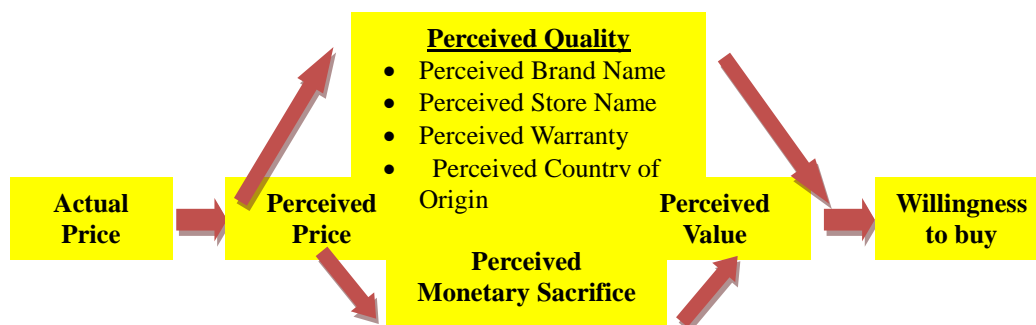 Perceived Quality
• Perceived Brand Name
• Perceived Store Name
• Perceived Warranty
• Perceived Country of
Origin
Actual
Price
Perceived
Price
Perceived
Value
Willingness
to buy
Perceived
Monetary Sacrifice